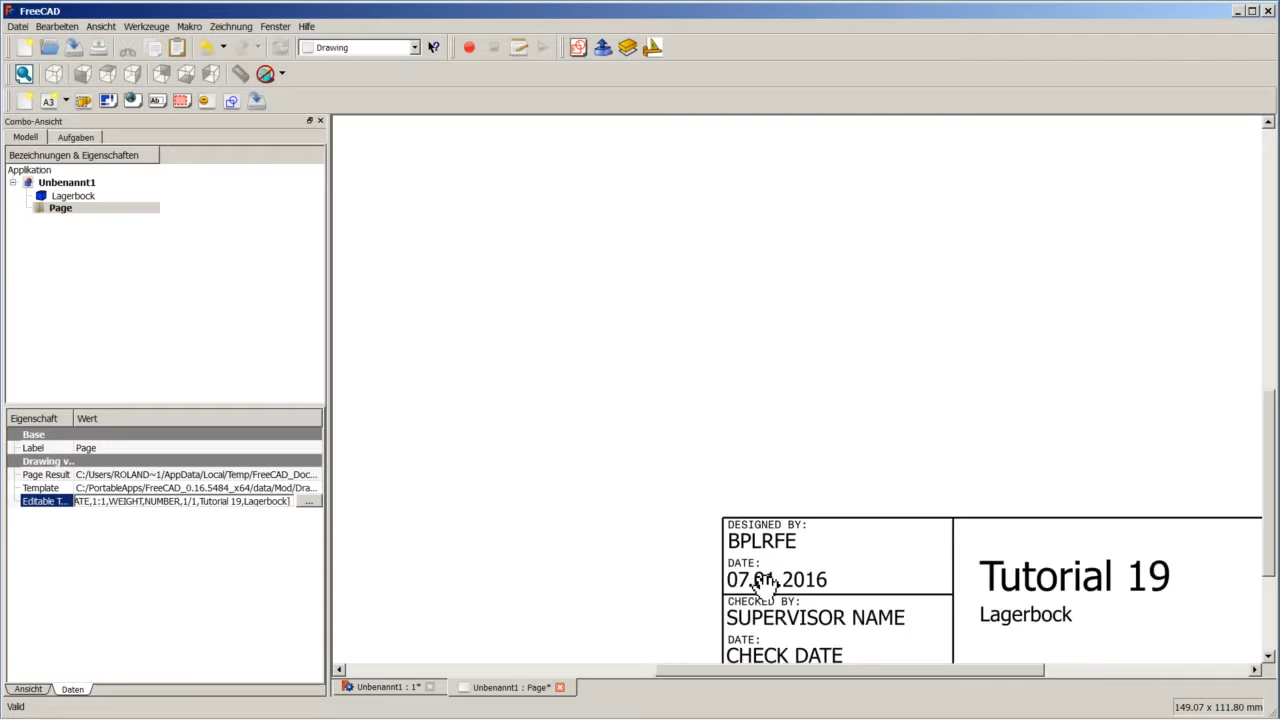 FreeCAD
Datei Bearbeiten Ansicht Werkzeuge Makro Zeichnung Fenster Hilfe
Drawing
A3
Combo-Ansicht
Modell Aufgaben
Bezeichnungen & Eigenschaften
Applikation
Unbenannt1
Lagerbock
Page
Eigenschaft Wert
Base
Label Page
Drawing v..
Page Result C:/Users/ROLAND~1/AppData/Local/Temp/FreeCAD_Doc...
Template C:/PortableApps/FreeCAD_0.16.5484_x64/data/Mod/Dra...
Editable T... ATE,1:1,WEIGHT,NUMBER,1/1,Tutorial 19,Lagerbock] ...
DESIGNED BY:
BPLRFE
DATE:
2016
CHECKED BY:
SUPERVISOR NAME
DATE:
CHECK DATE
Tutorial 19
Lagerbock
Ansicht Daten
Unbenannt1 : 1* Unbenannt1 : Page*
Valid
149.07 x 111.80 mm